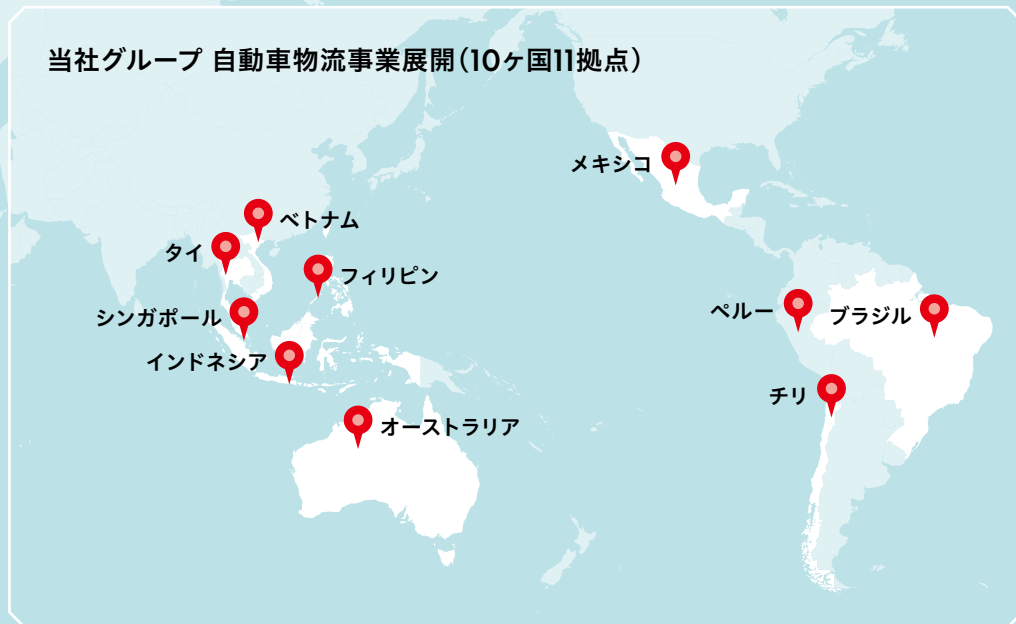 当社グループ 自動車物流事業展開(10ヶ国11拠点)
メキシコ
ベトナム
タイ
フィリピン
シンガポール
ペルー
ブラジル
インドネシア
チリ
オーストラリア